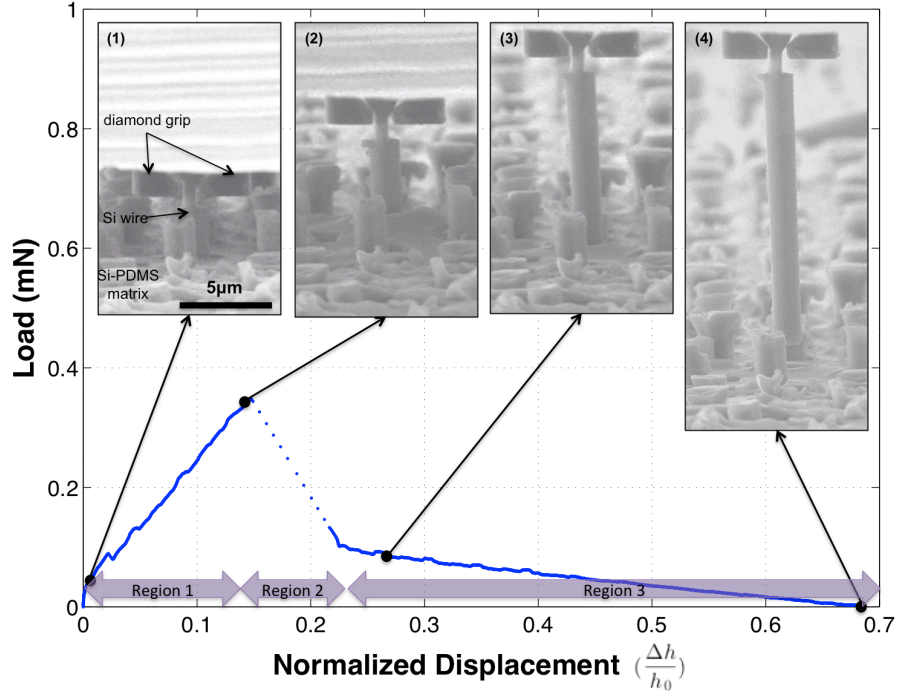 1
0.8
0.6
0.4
0.2
0
Load (mN)
(1)
diamond grip
Si wire
Si-PDMS
matrix
5μm
(2)
(3)
(4)
Region 1
Region 2
Region 3
0
0.1
0.2
0.3
0.4
0.5
0.6
0.7
Normalized Displacement (Δh/h₀)